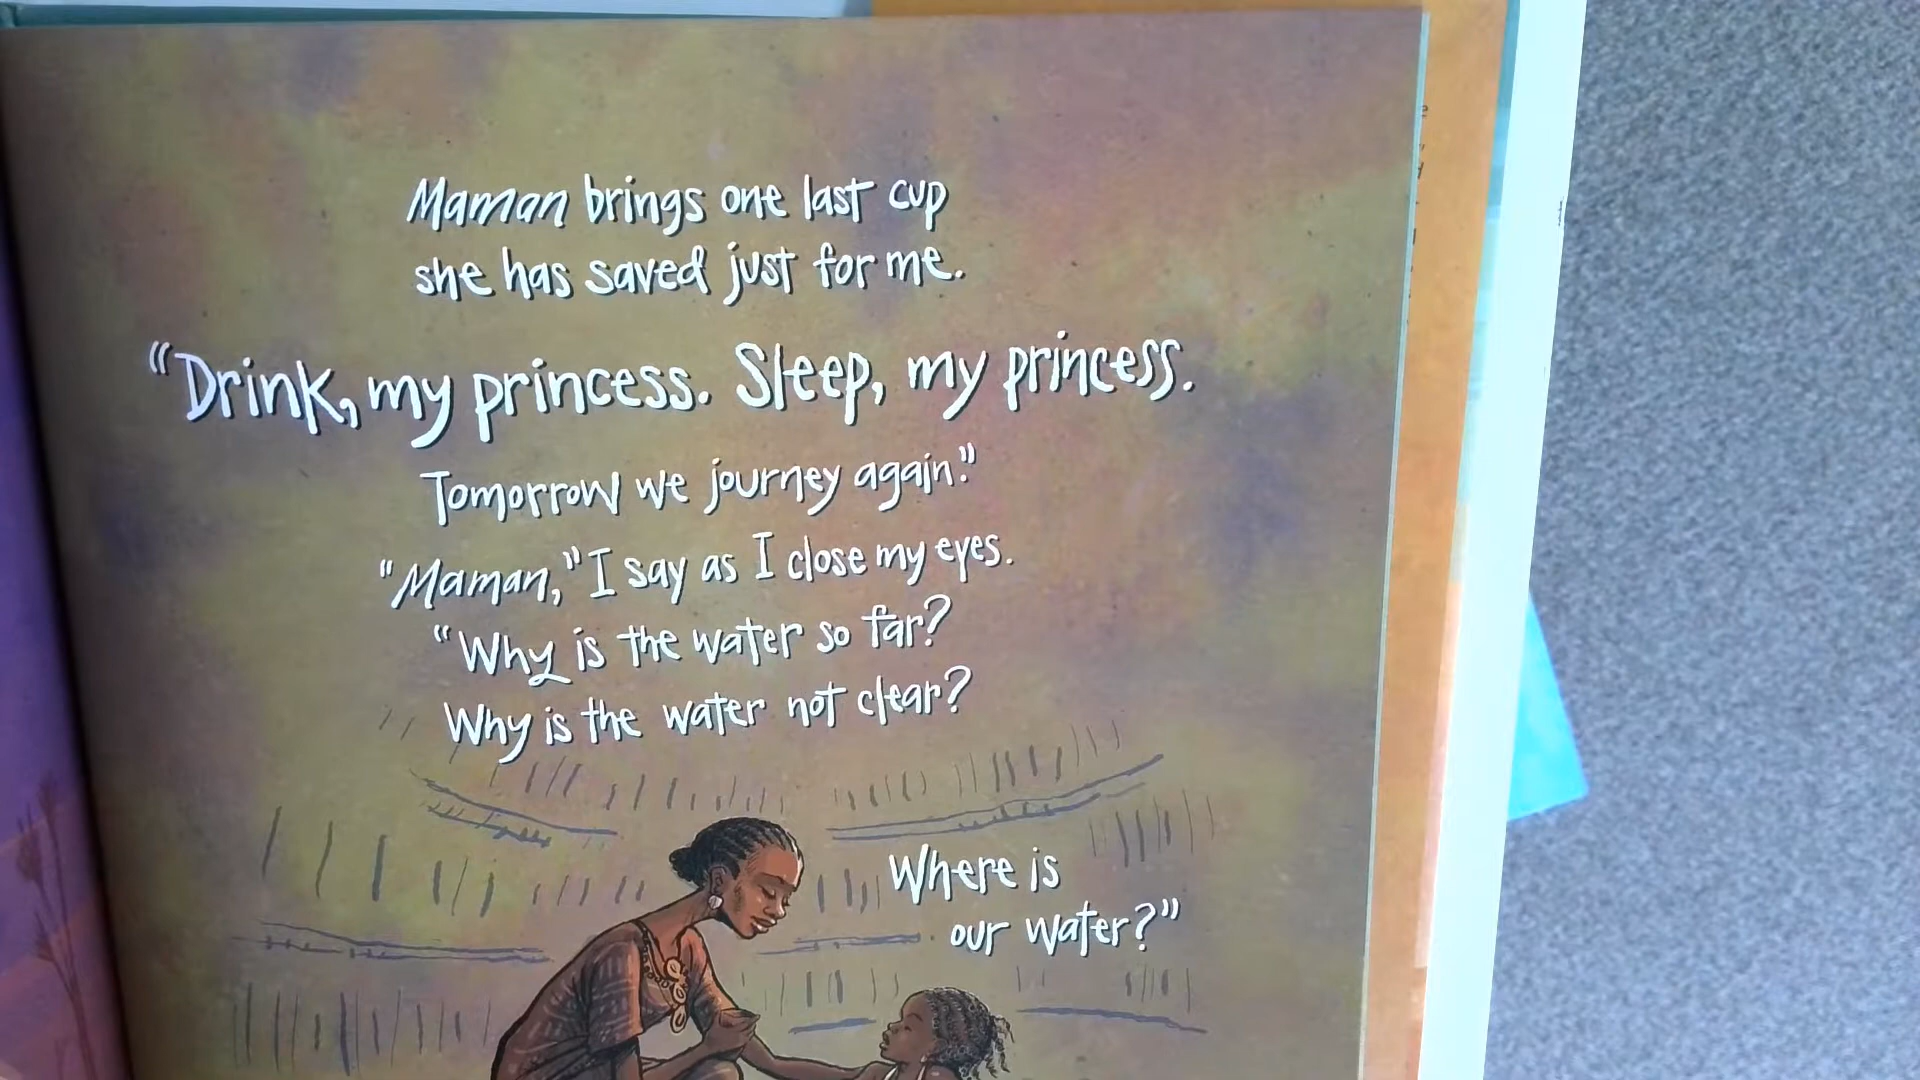 Maman brings one last cup
she has saved just for me.
“Drink, my princess. Sleep, my princess.
Tomorrow we journey again.”
“Maman,” I say as I close my eyes.
“Why is the water so far?
Why is the water not clear?
Where is
our water?”